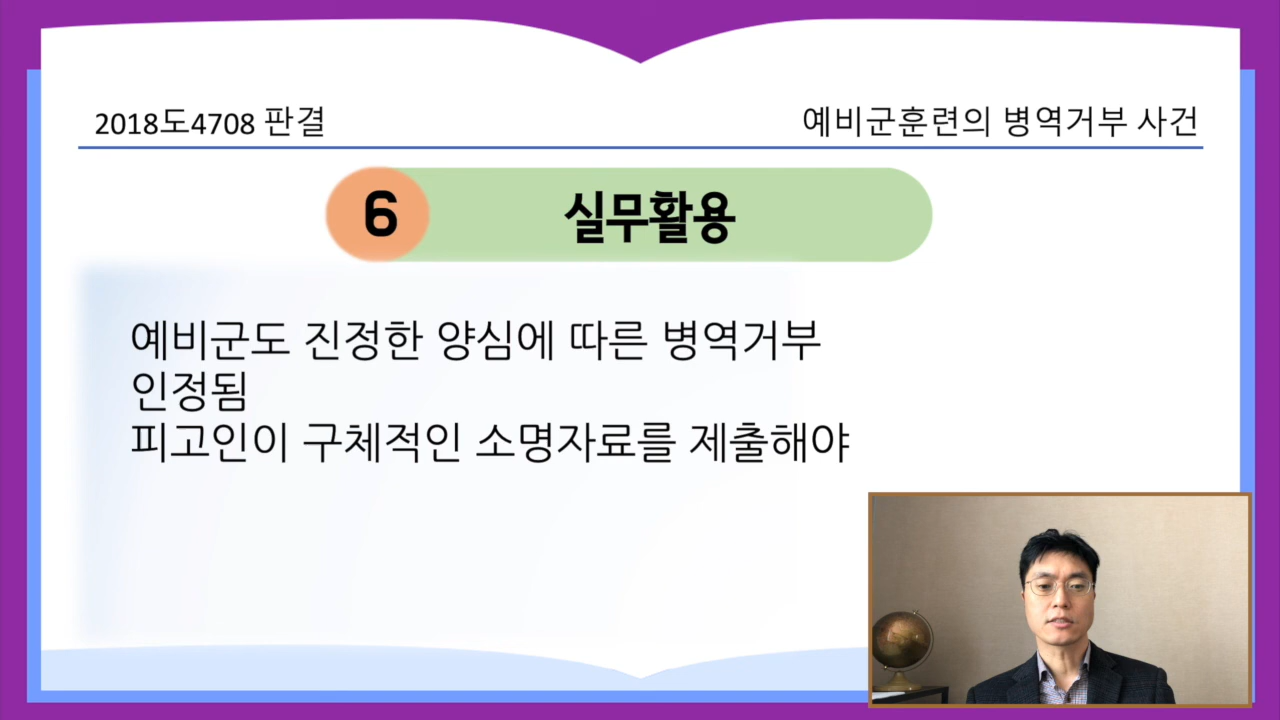 2018도4708 판결
예비군훈련의 병역거부 사건
6
실무활용
예비군도 진정한 양심에 따른 병역거부
인정됨
피고인이 구체적인 소명자료를 제출해야